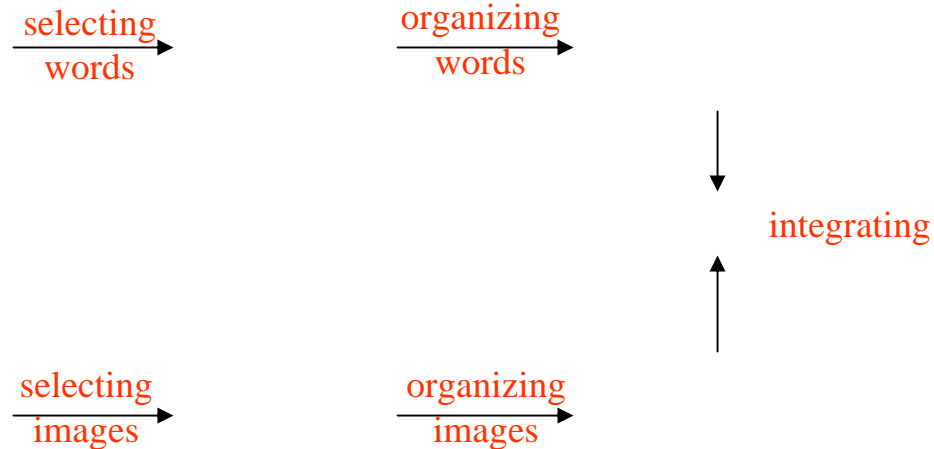 selecting
words
organizing
words
integrating
selecting
images
organizing
images